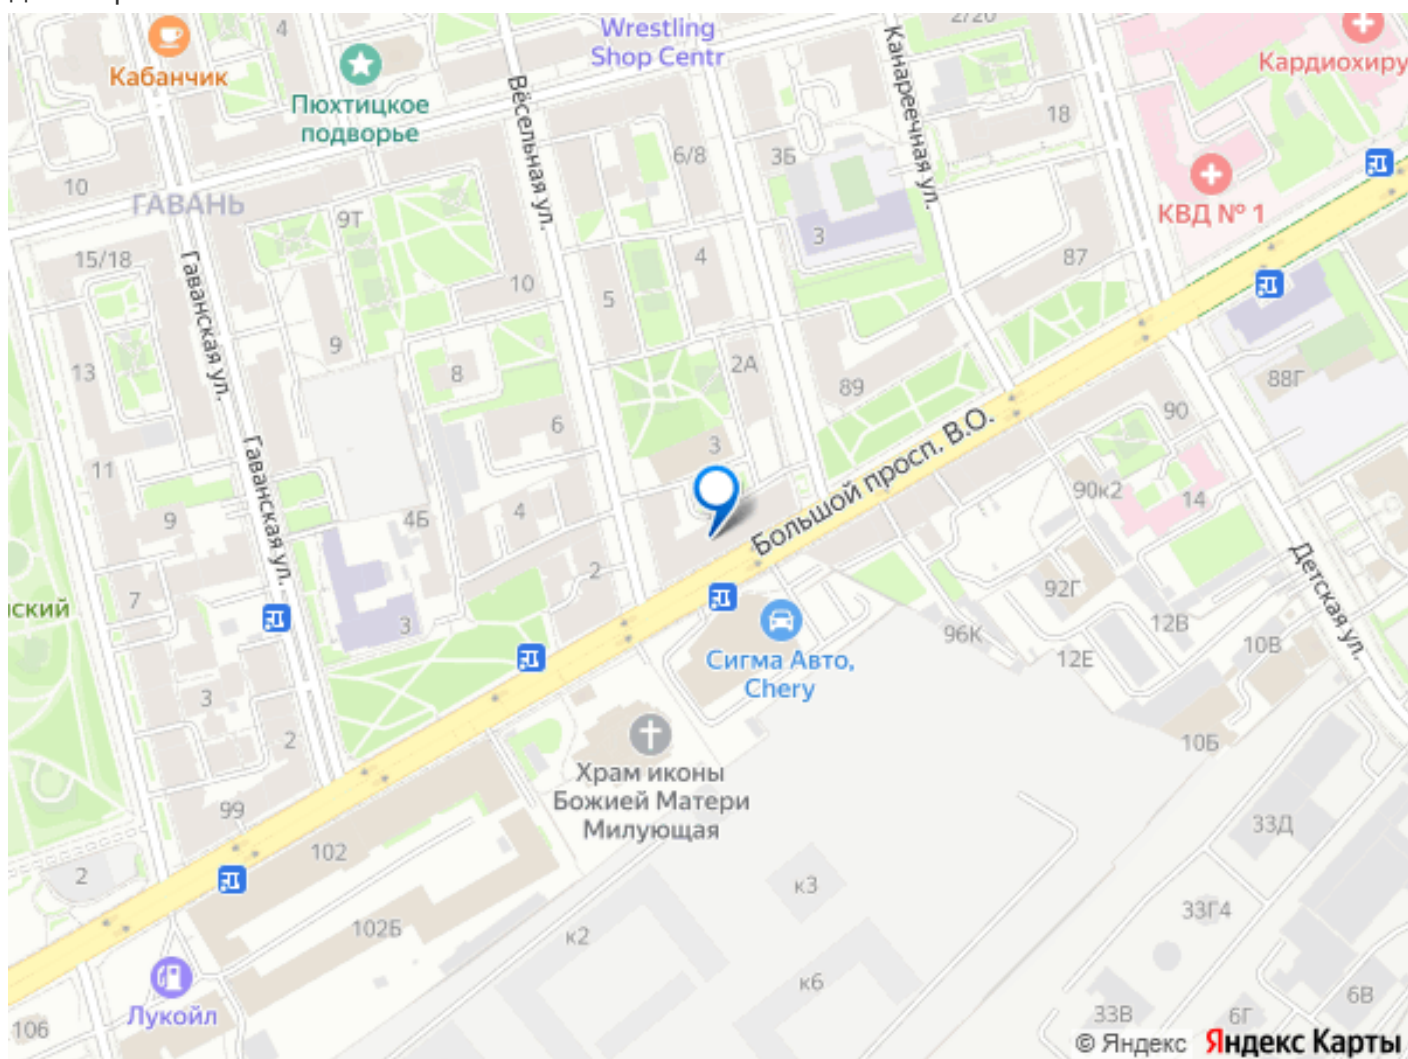 Wrestling
Shop Centr
4
Кабанчик
Пюхтицкое
подворье
Вёсельная ул.
Канареечная ул.
2/20
Кардиохиру
18
6/8
3Б
КВД № 1
10
ГАВАНЬ
9Т
3
15/18
Гаванская ул.
10
4
87
5
9
13
8
2А
89
88Г
6
3
90
Большой просп. В.О.
11
Гаванская ул.
9
4Б
4
90к2
14
2
Детская ул.
7
ский
3
92Г
96К
12В
10В
12Е
Сигма Авто,
Chery
3
2
10Б
Храм иконы
Божией Матери
Милующая
99
33Д
102
2
к3
33Г4
102Б
к2
к6
6В
Лукойл
106
33В
6Г
© Яндекс
Яндекс Карты